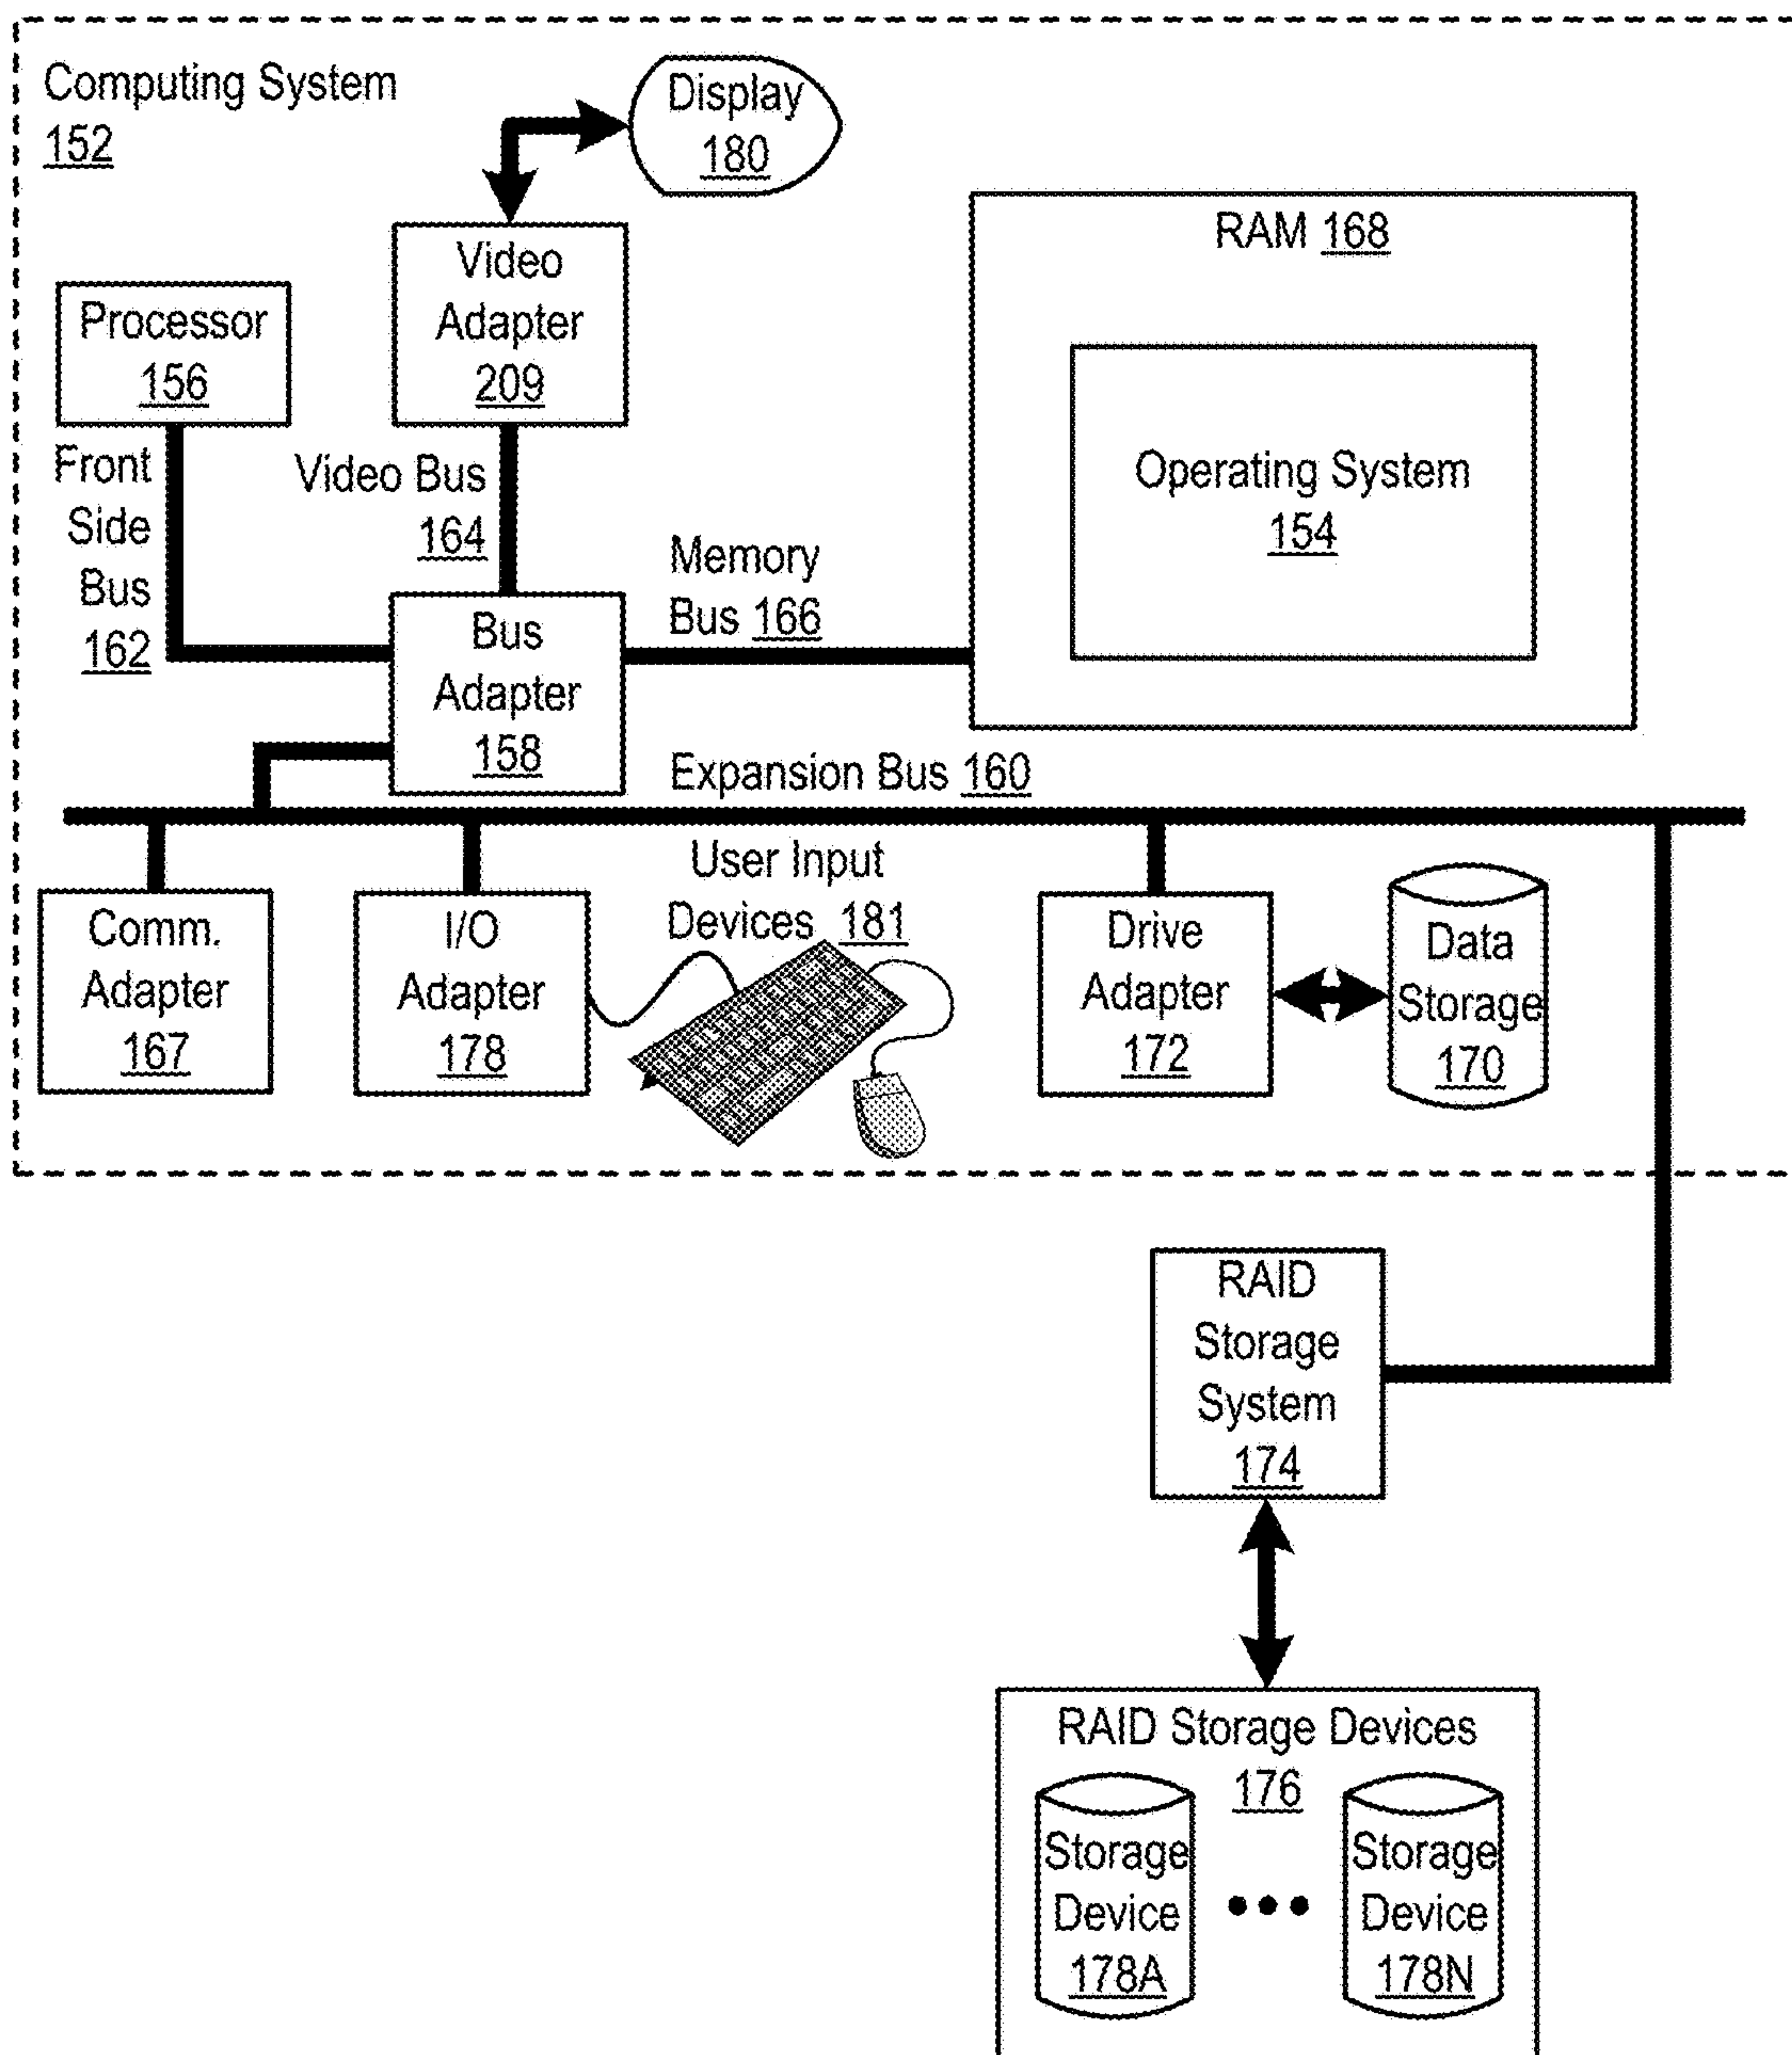 Computing System
152
Display
180
Video
Adapter
209
Processor
156
RAM 168
Operating System
154
Front
Side
Bus
162
Video Bus
164
Memory
Bus 166
Bus
Adapter
158
Expansion Bus 160
Comm.
Adapter
167
I/O
Adapter
178
User Input
Devices 181
Drive
Adapter
172
Data
Storage
170
RAID
Storage
System
174
RAID Storage Devices
176
Storage
Device
178A
Storage
Device
178N